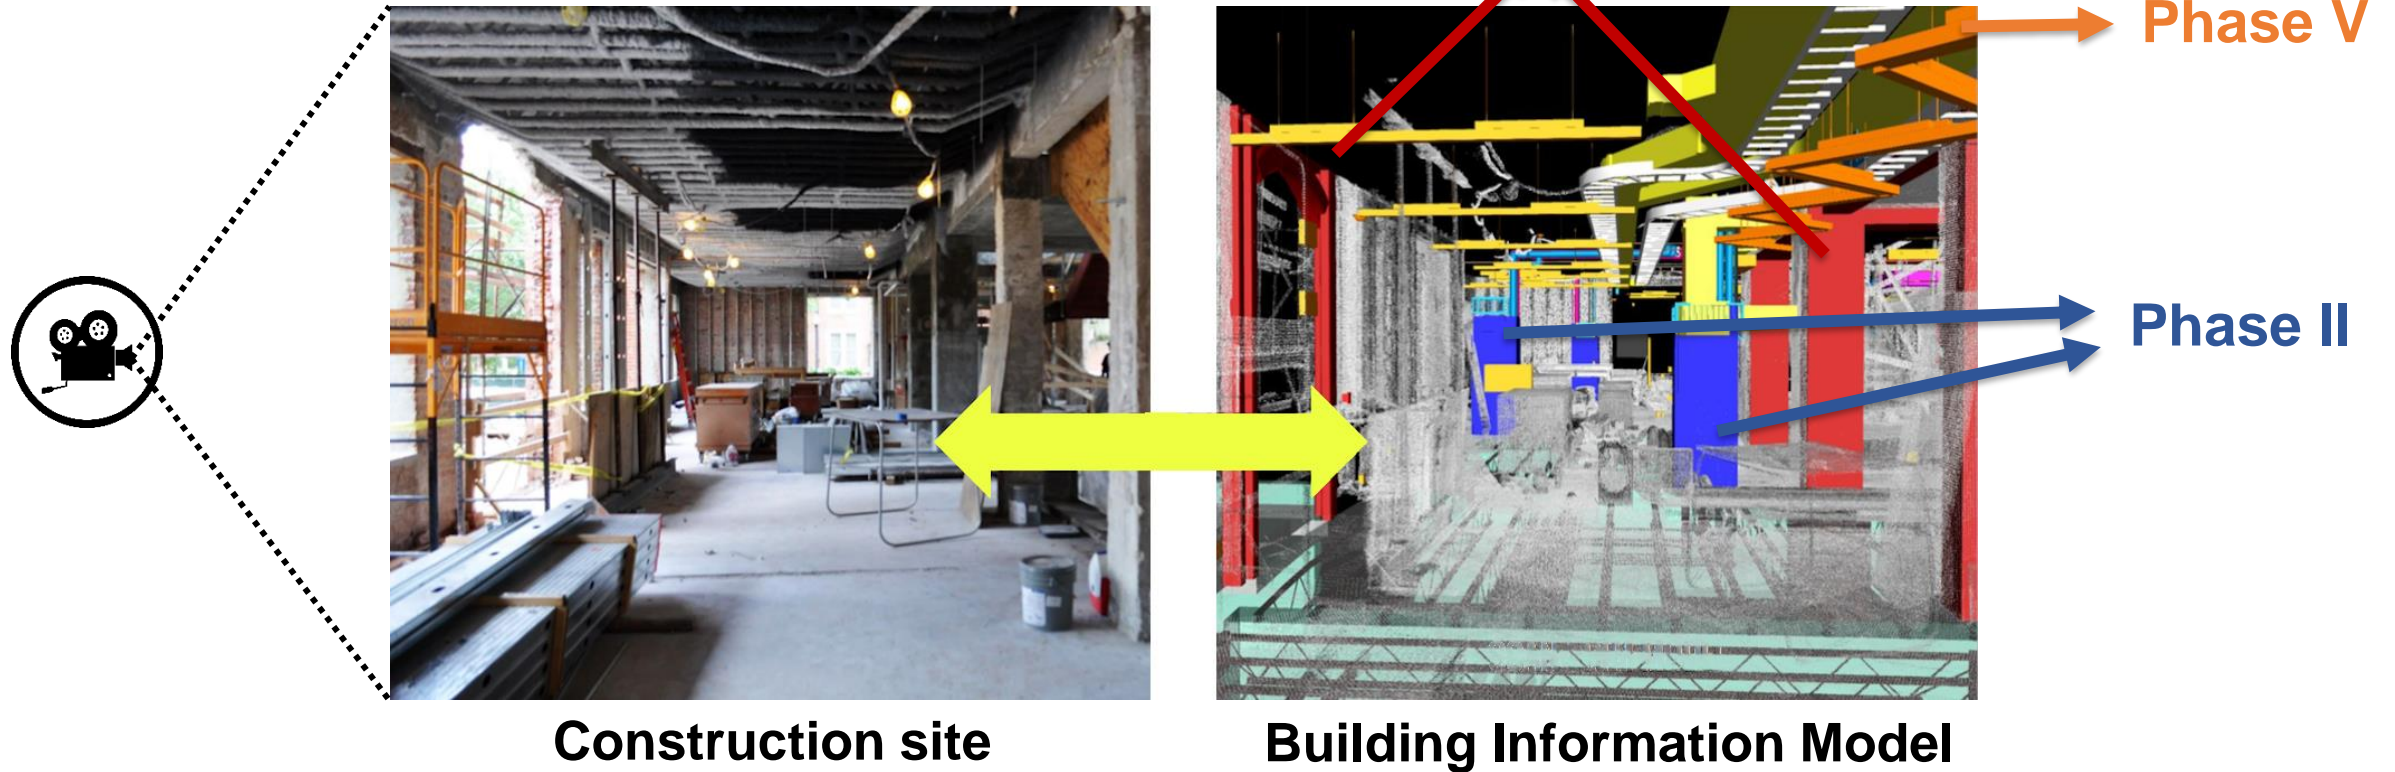 Phase V
Phase II
Construction site
Building Information Model